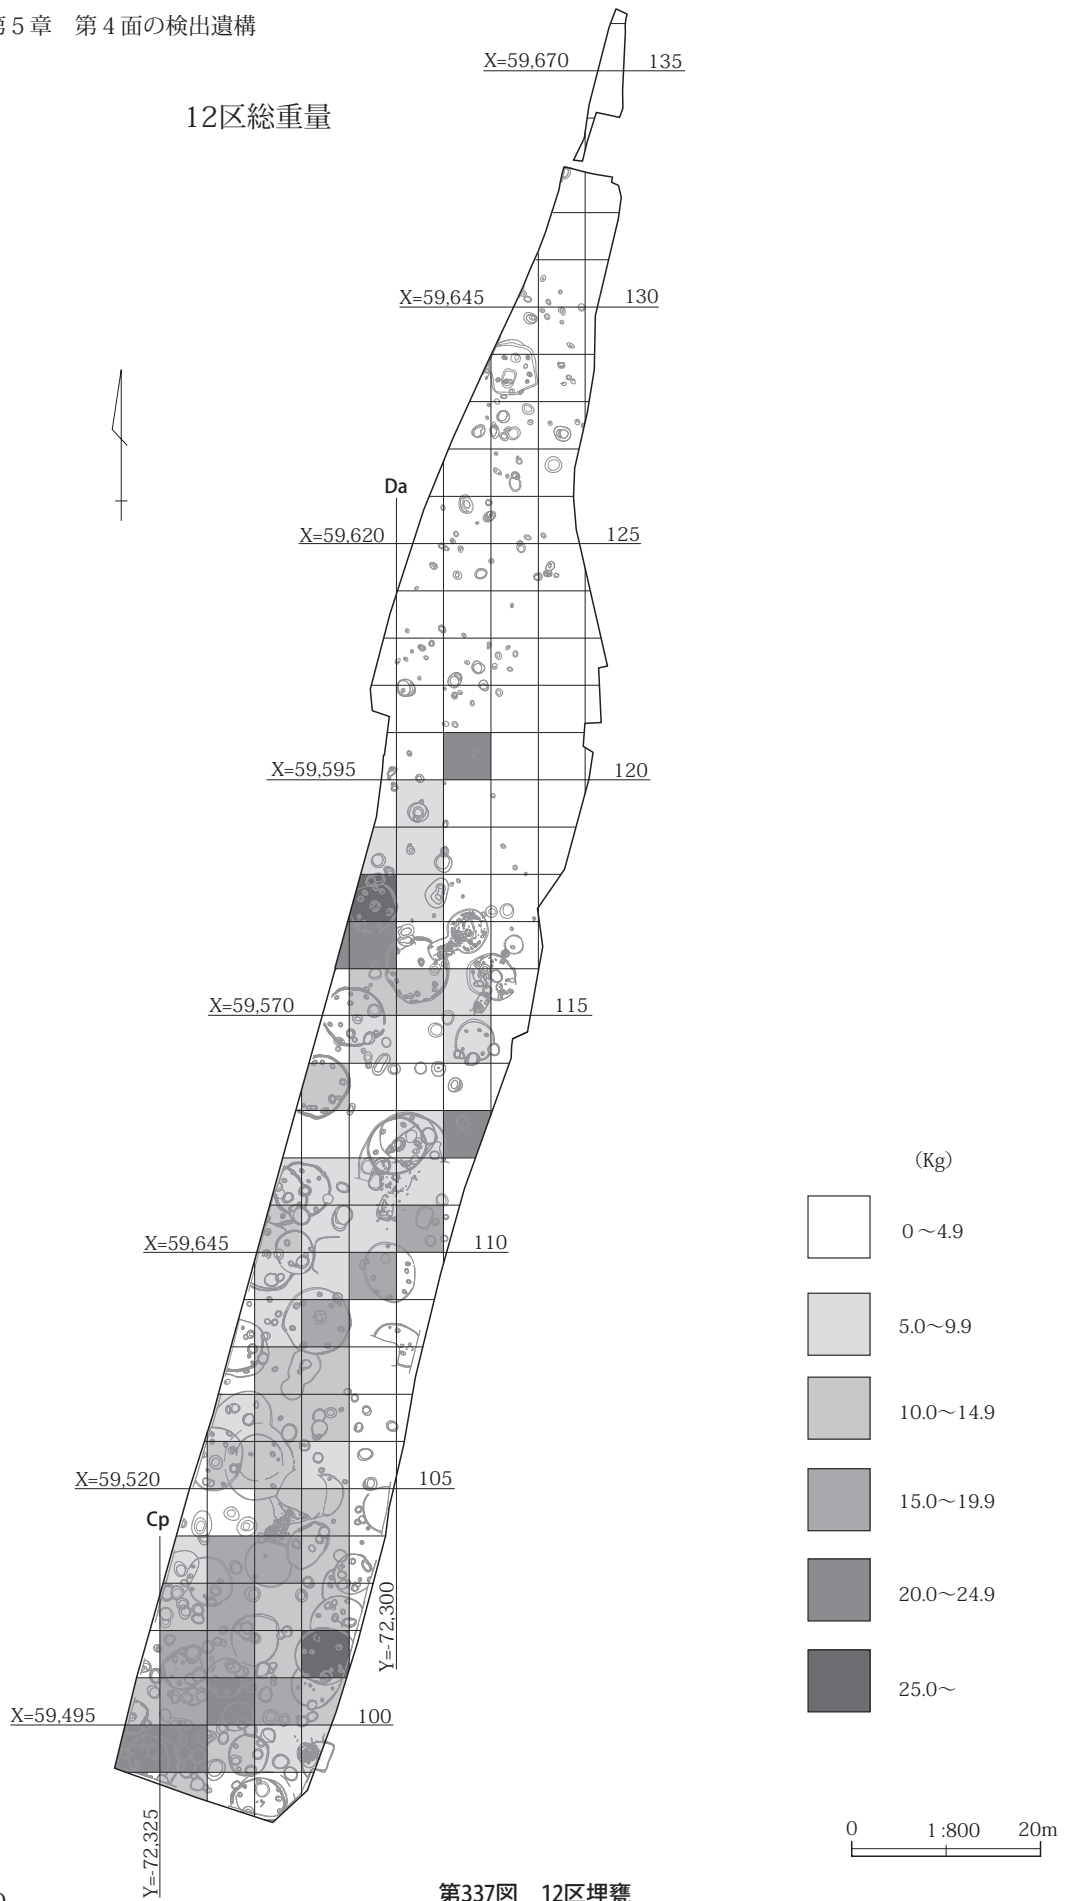 第５章　第４面の検出遺構
X=59,670 135
12区総重量
X=59,645 130
Da
X=59,620 125
X=59,595 120
X=59,570 115
X=59,645 110
X=59,520 105
Cp
Y=-72,300
X=59,495 100
Y=-72,325
（Kg）
0～4.9
5.0～9.9
10.0～14.9
15.0～19.9
20.0～24.9
25.0～
0 1:800 20m
第337図　12区埋甕